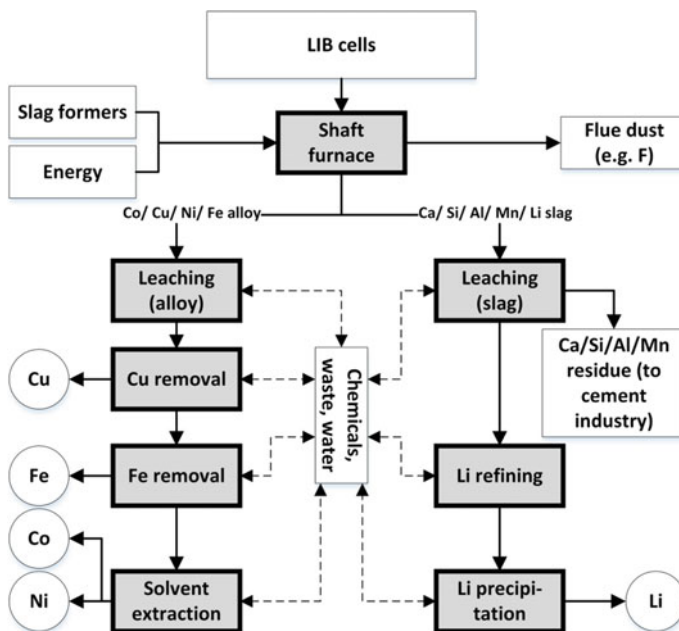 LIB cells
Slag formers
Energy
Shaft
furnace
Flue dust
(e.g. F)
Co/ Cu/ Ni/ Fe alloy
Ca/ Si/ Al/ Mn/ Li slag
Leaching
(alloy)
Leaching
(slag)
Cu
Cu removal
Chemicals,
waste, water
Ca/Si/Al/Mn
residue (to
cement
industry)
Fe
Fe removal
Li refining
Co
Ni
Solvent
extraction
Li precipi-
tation
Li